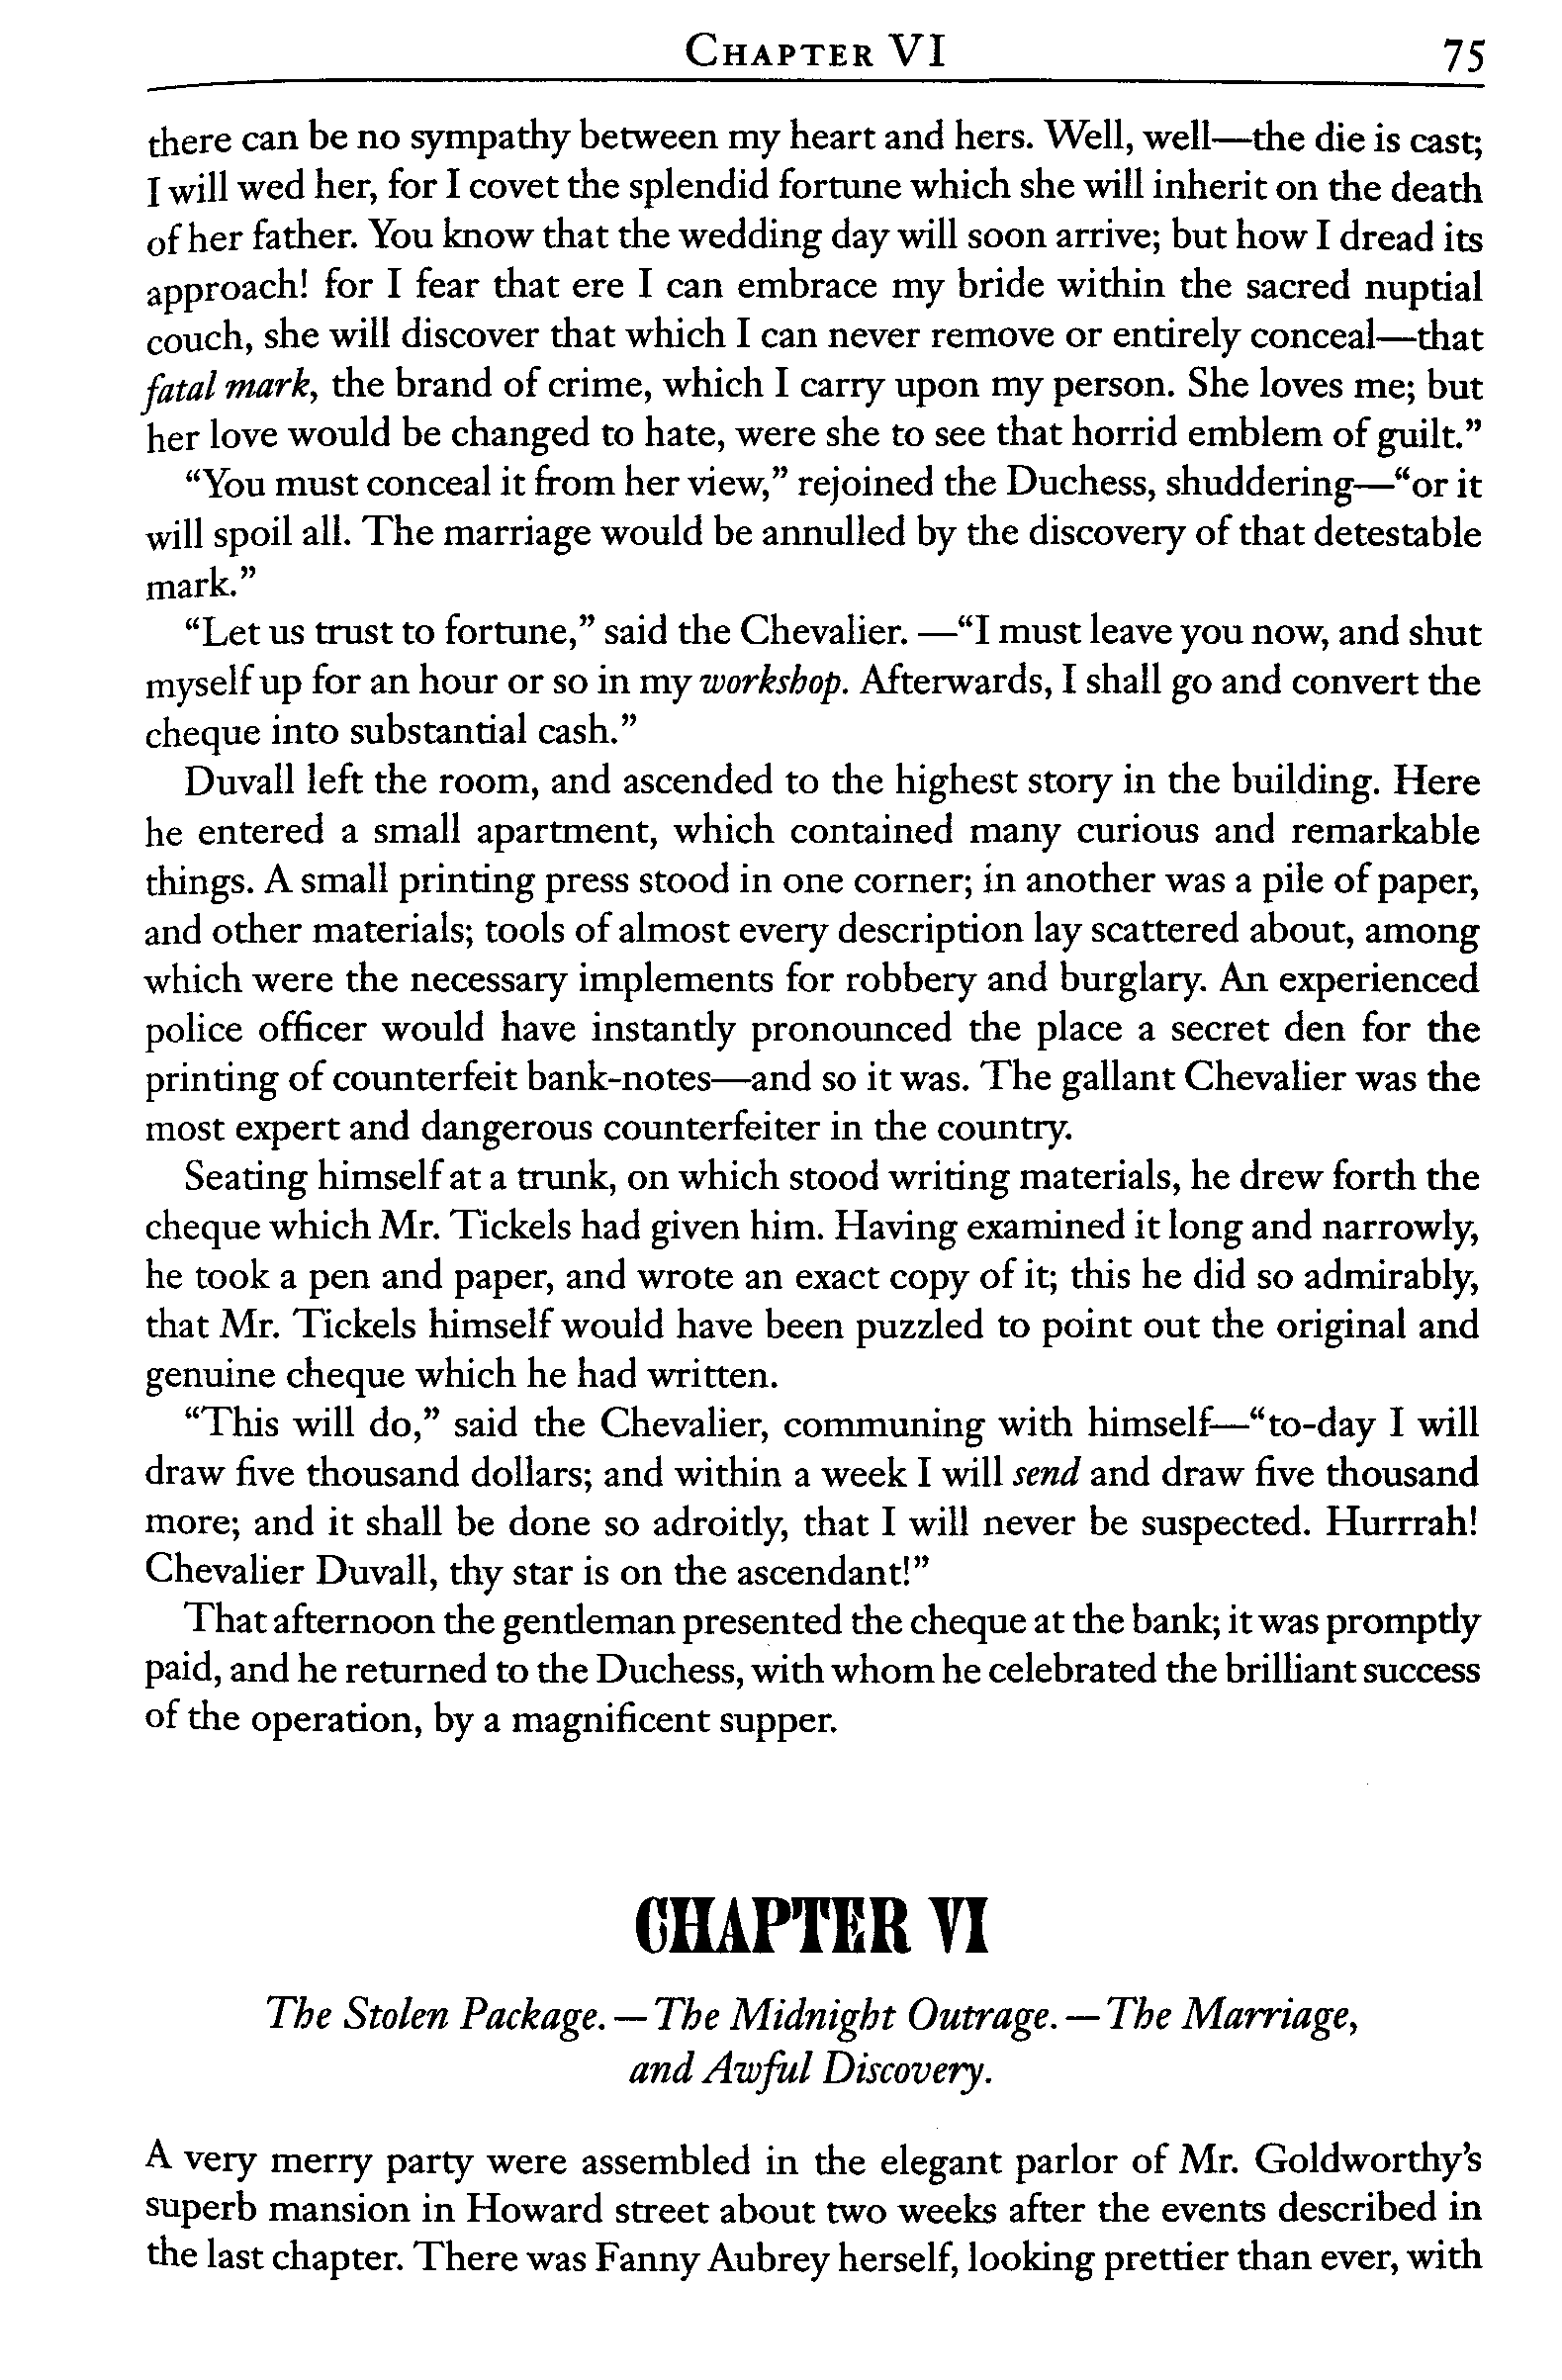 CHAPTER VI 75
there can be no sympathy between my heart and hers. Well, well—the die is cast;
I will wed her, for I covet the splendid fortune which she will inherit on the death
of her father. You know that the wedding day will soon arrive; but how I dread its
approach! for I fear that ere I can embrace my bride within the sacred nuptial
couch, she will discover that which I can never remove or entirely conceal—that
fatal mark, the brand of crime, which I carry upon my person. She loves me; but
her love would be changed to hate, were she to see that horrid emblem of guilt.”
“You must conceal it from her view,” rejoined the Duchess, shuddering—“or it
will spoil all. The marriage would be annulled by the discovery of that detestable
mark.”
“Let us trust to fortune,” said the Chevalier. —“I must leave you now, and shut
myself up for an hour or so in my workshop. Afterwards, I shall go and convert the
cheque into substantial cash.”
Duvall left the room, and ascended to the highest story in the building. Here
he entered a small apartment, which contained many curious and remarkable
things. A small printing press stood in one corner; in another was a pile of paper,
and other materials; tools of almost every description lay scattered about, among
which were the necessary implements for robbery and burglary. An experienced
police officer would have instantly pronounced the place a secret den for the
printing of counterfeit bank-notes—and so it was. The gallant Chevalier was the
most expert and dangerous counterfeiter in the country.
Seating himself at a trunk, on which stood writing materials, he drew forth the
cheque which Mr. Tickels had given him. Having examined it long and narrowly,
he took a pen and paper, and wrote an exact copy of it; this he did so admirably,
that Mr. Tickels himself would have been puzzled to point out the original and
genuine cheque which he had written.
“This will do,” said the Chevalier, communing with himself—“to-day I will
draw five thousand dollars; and within a week I will send and draw five thousand
more; and it shall be done so adroitly, that I will never be suspected. Hurrrah!
Chevalier Duvall, thy star is on the ascendant!”
That afternoon the gentleman presented the cheque at the bank; it was promptly
paid, and he returned to the Duchess, with whom he celebrated the brilliant success
of the operation, by a magnificent supper.
CHAPTER VI
The Stolen Package. — The Midnight Outrage. — The Marriage,
and Awful Discovery.
A very merry party were assembled in the elegant parlor of Mr. Goldworthy’s
superb mansion in Howard street about two weeks after the events described in
the last chapter. There was Fanny Aubrey herself, looking prettier than ever, with